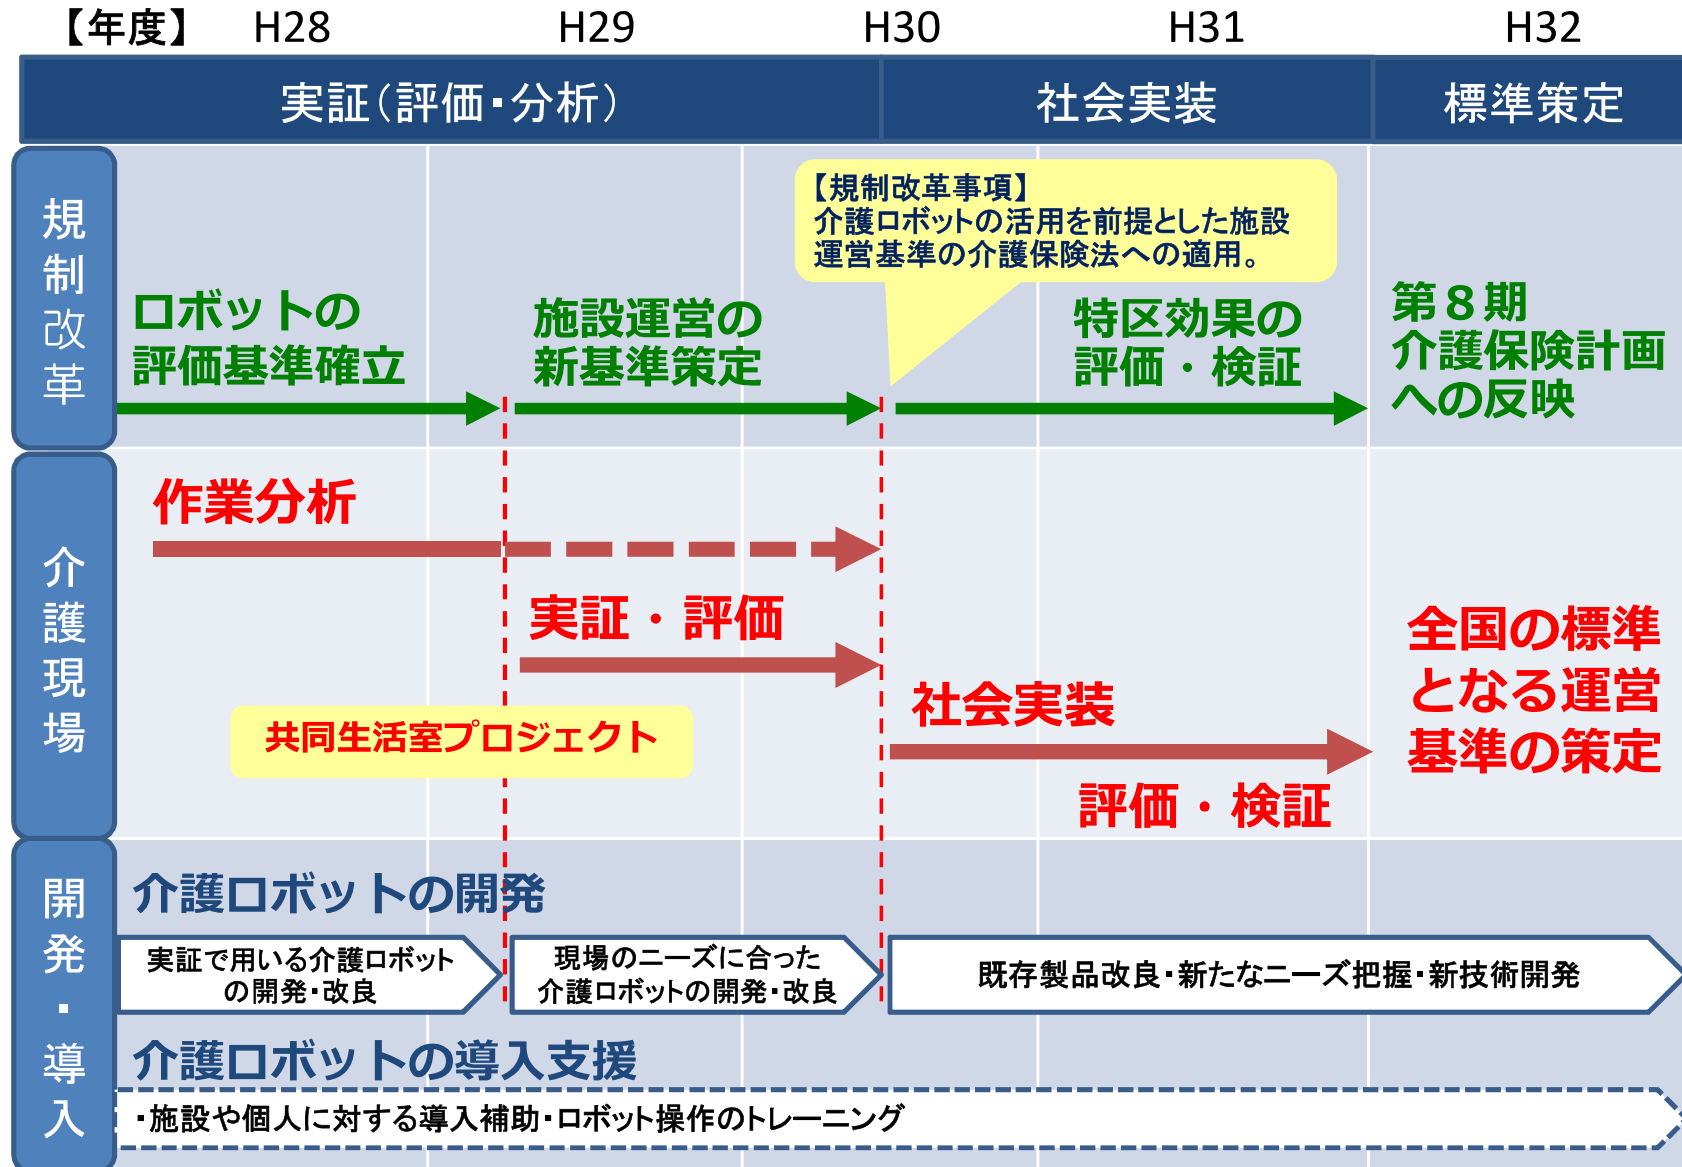 【年度】 H28 H29 H30 H31 H32
実証(評価・分析) 社会実装 標準策定
規制改革
【規制改革事項】
介護ロボットの活用を前提とした施設
運営基準の介護保険法への適用。
ロボットの
評価基準確立
施設運営の
新基準策定
特区効果の
評価・検証
第8期
介護保険計画
への反映
介護現場
作業分析
実証・評価
共同生活室プロジェクト
社会実装
評価・検証
全国の標準
となる運営
基準の策定
開発・導入
介護ロボットの開発
実証で用いる介護ロボット
の開発・改良
現場のニーズに合った
介護ロボットの開発・改良
既存製品改良・新たなニーズ把握・新技術開発
介護ロボットの導入支援
・施設や個人に対する導入補助・ロボット操作のトレーニング